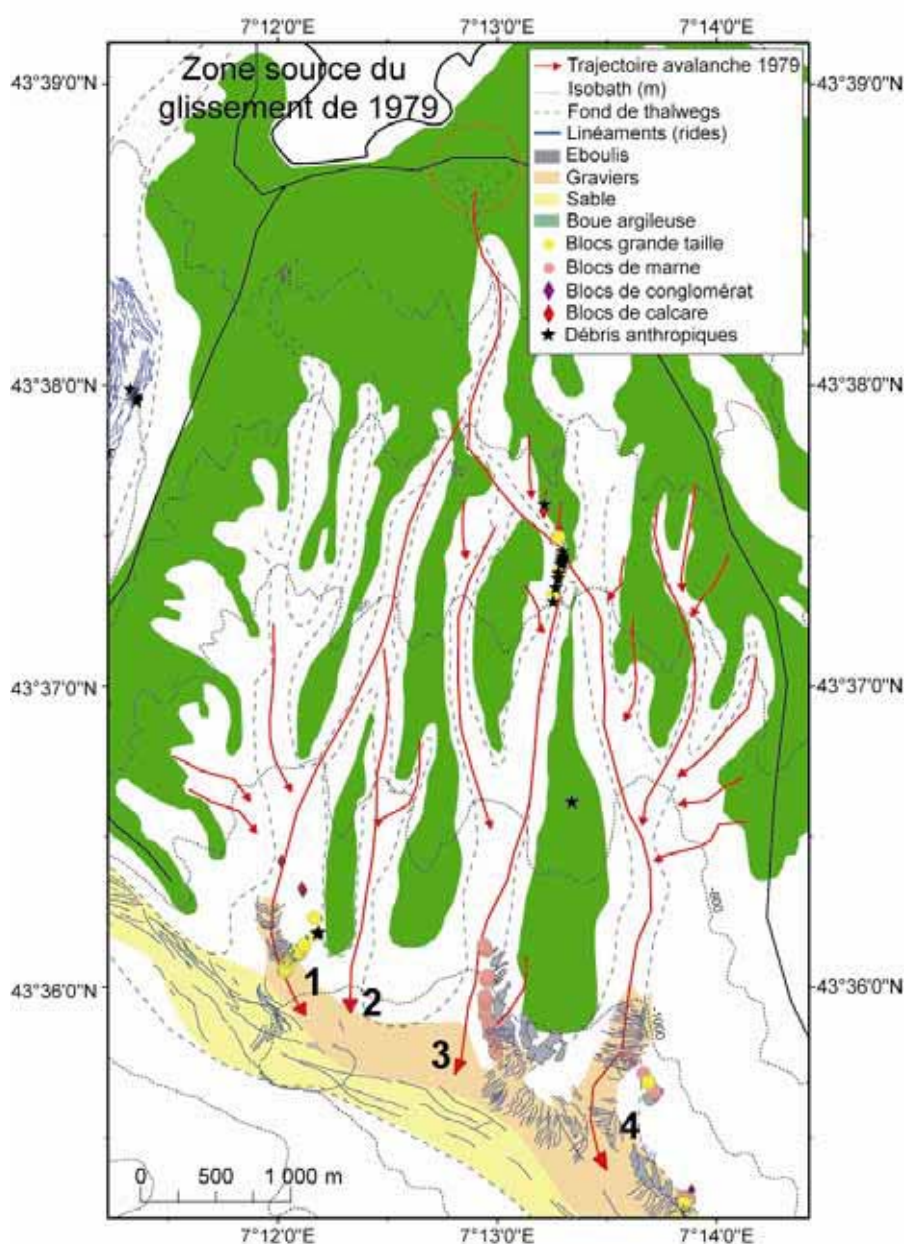 7°12'0"E 7°13'0"E 7°14'0"E
43°39'0"N 43°39'0"N
Zone source du
glissement de 1979
Trajectoire avalanche 1979
Isobath (m)
Fond de thalwegs
Linéaments (rides)
Eboulis
Graviers
Sable
Boue argileuse
Blocs grande taille
Blocs de marne
Blocs de conglomérat
Blocs de calcare
Débris anthropiques
43°38'0"N 43°38'0"N
43°37'0"N 43°37'0"N
-800
43°36'0"N 43°36'0"N
1
2
3
-1000
4
0 500 1 000 m
7°12'0"E 7°13'0"E 7°14'0"E